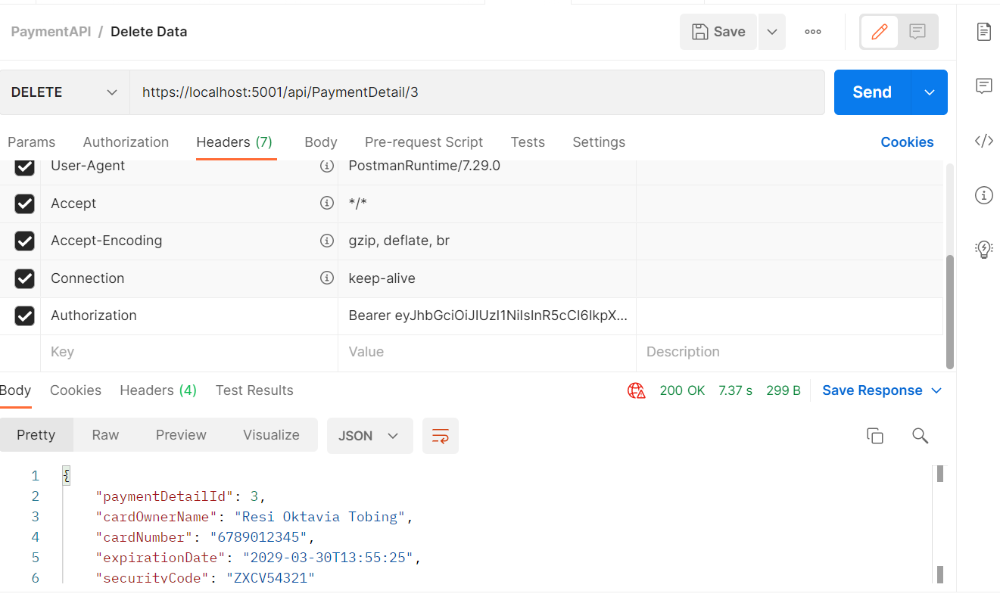 PaymentAPI / Delete Data
Save
DELETE
https://localhost:5001/api/PaymentDetail/3
Send
Params Authorization Headers (7) Body Pre-request Script Tests Settings Cookies
User-Agent PostmanRuntime/7.29.0
Accept */*
Accept-Encoding gzip, deflate, br
Connection keep-alive
Authorization Bearer eyJhbGciOiJIUzI1NiIsInR5cCI6IkpX...
Key Value Description
Body Cookies Headers (4) Test Results 200 OK 7.37 s 299 B Save Response
Pretty Raw Preview Visualize JSON
1 {
2 "paymentDetailId": 3,
3 "cardOwnerName": "Resi Oktavia Tobing",
4 "cardNumber": "6789012345",
5 "expirationDate": "2029-03-30T13:55:25",
6 "securityCode": "ZXCV54321"